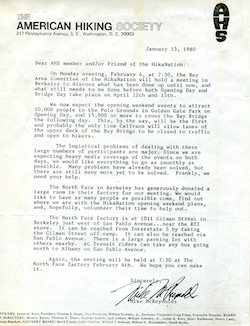 THE
AMERICAN HIKING SOCIETY
AHS
317 Pennsylvania Avenue, S.E., Washington, D.C. 20003
January 15, 1980
Dear AHS member and/or Friend of the HikaNation:
On Monday evening, February 4, at 7:30, the Bay
Area Committee of the HikaNation will hold a meeting in
Berkeley to discuss what has been done up until now, and
what still needs to be done before both Opening Day and
Bridge Day take place on April 12th and 13th.
We now expect the opening weekend events to attract
10,000 people to the Polo Grounds in Golden Gate Park on
Opening Day, and 15,000 or more to cross the Bay Bridge
the following day. This, by the way, will be the first
and probably the only time CalTrans will allow lanes of
the upper deck of the Bay Bridge to be closed to traffic
and open to hikers.
The logistical problems of dealing with these
large numbers of participants are major. Since we are
expecting heavy media coverage of the events on both
days, we would like everything to go as smoothly as
possible. Many problems have already been solved, but
there are still many more yet to be solved. Frankly, we
need your help.
The North Face in Berkeley has generously donated a
large room in their factory for our meeting. We would
like to have as many people as possible come, find out
where we are with the HikaNation opening weekend plans,
and, hopefully, volunteer their time to help.
The North Face factory is at 1011 Gilman Street in
Berkeley just west of San Pablo Avenue, near the
store. It can be reached from Interstate 5 by taking
the Gilman Street off-ramp. It can also be reached via
San Pablo Avenue. There is a large parking lot with
others nearby. AC Transit riders can take any bus going
north to Albany on San Pablo Avenue.
Again, the meeting will be held at 7:30 at The
North Face factory February 4th. We hope you can make
it.
Sincerely,
Mike McReynolds